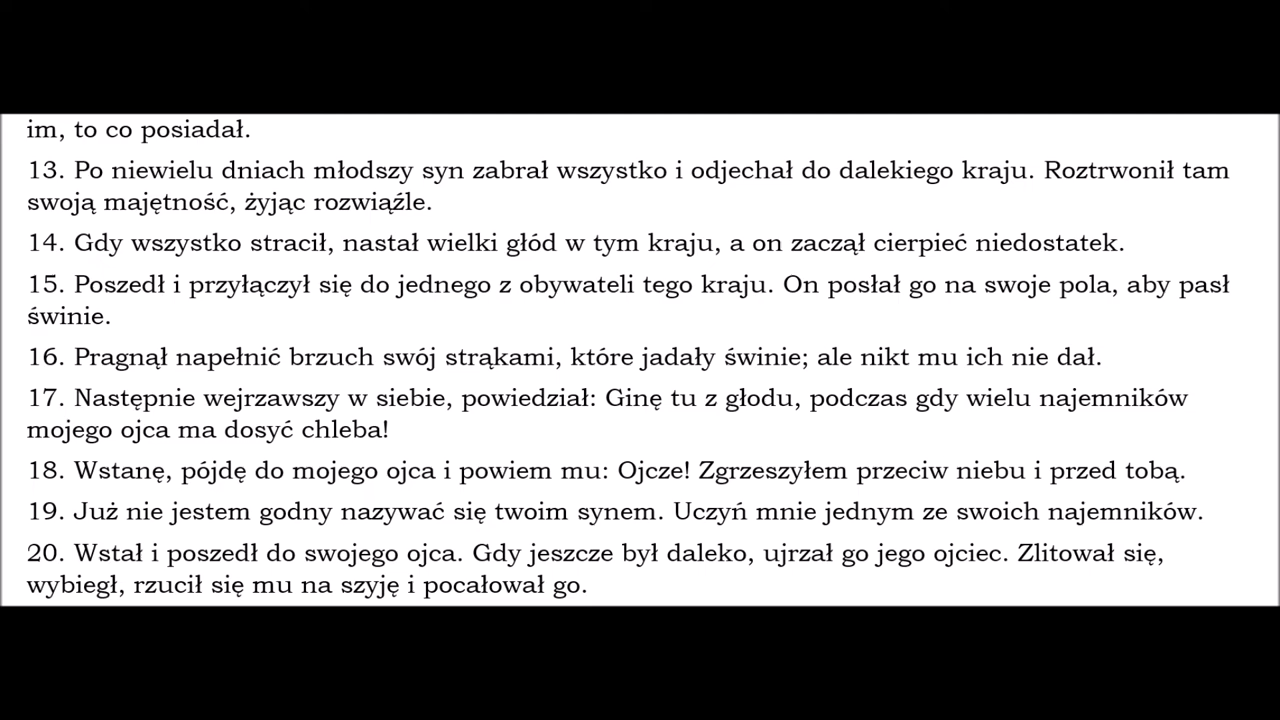 im, to co posiadał.
13. Po niewielu dniach młodszy syn zabrał wszystko i odjechał do dalekiego kraju. Roztrwonił tam
swoją majętność, żyjąc rozwiąźle.
14. Gdy wszystko stracił, nastał wielki głód w tym kraju, a on zaczął cierpieć niedostatek.
15. Poszedł i przyłączył się do jednego z obywateli tego kraju. On posłał go na swoje pola, aby pasł
świnie.
16. Pragnął napełnić brzuch swój strąkami, które jadały świnie; ale nikt mu ich nie dał.
17. Następnie wejrzawszy w siebie, powiedział: Ginę tu z głodu, podczas gdy wielu najemników
mojego ojca ma dosyć chleba!
18. Wstanę, pójdę do mojego ojca i powiem mu: Ojcze! Zgrzeszyłem przeciw niebu i przed tobą.
19. Już nie jestem godny nazywać się twoim synem. Uczyń mnie jednym ze swoich najemników.
20. Wstał i poszedł do swojego ojca. Gdy jeszcze był daleko, ujrzał go jego ojciec. Zlitował się,
wybiegł, rzucił się mu na szyję i pocałował go.